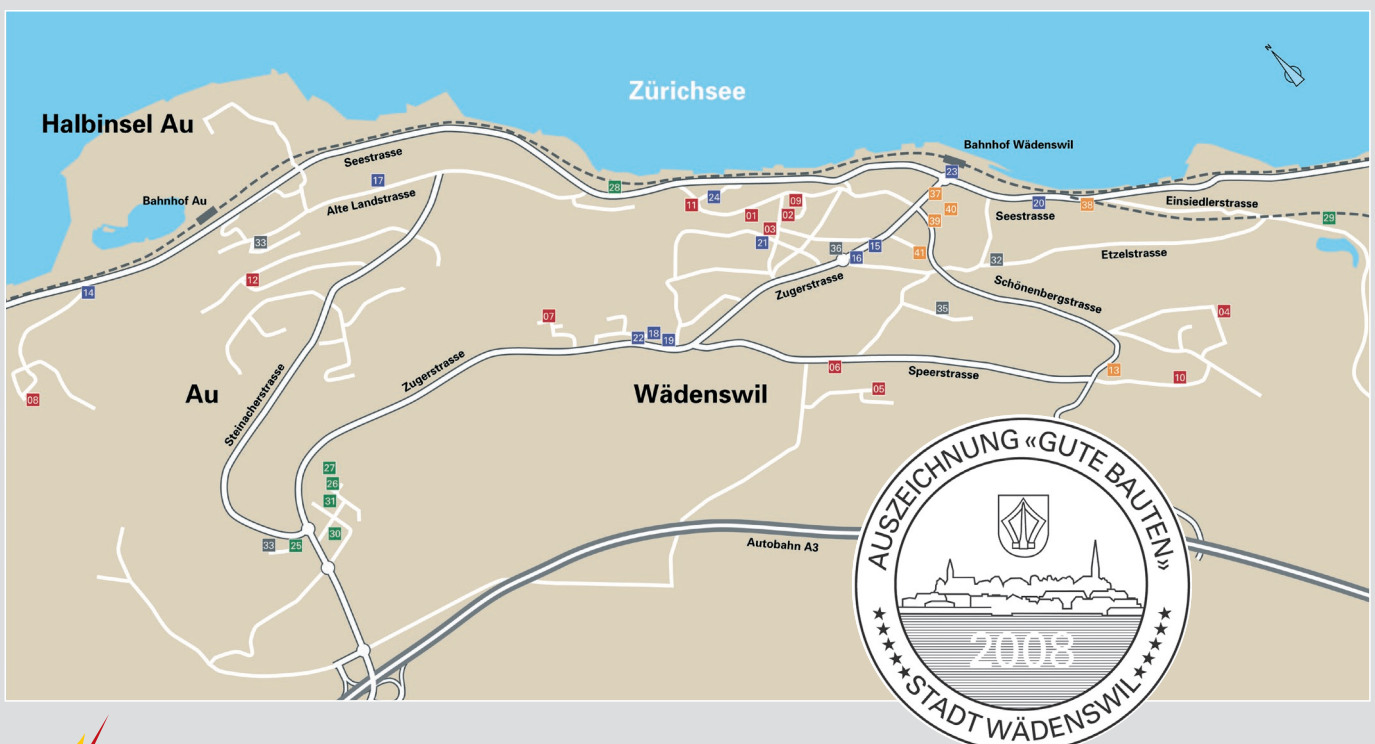 N
Zürichsee
Halbinsel Au
Bahnhof Wädenswil
Seestrasse
23
17
28
37
Bahnhof Au
Alte Landstrasse
11
24
09
20
38
Einsiedlerstrasse
01
02
40
Seestrasse
29
03
39
33
21
36
15
41
Etzelstrasse
16
32
12
Zugerstrasse
Schönenbergstrasse
14
35
04
07
22
18
19
Zugerstrasse
06
Speerstrasse
13
10
08
Au
Steinacherstrasse
Wädenswil
05
27
26
31
30
33
25
Autobahn A3
AUSZEICHNUNG «GUTE BAUTEN»
2008
STADT WÄDENSWIL